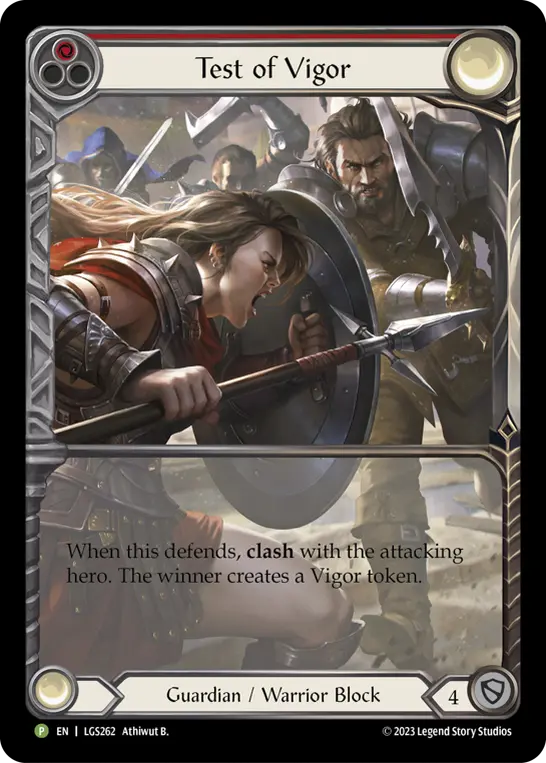 Test of Vigor
When this defends, clash with the attacking
hero. The winner creates a Vigor token.
Guardian / Warrior Block
4
P EN | LGS262 Athiwut B.
© 2023 Legend Story Studios